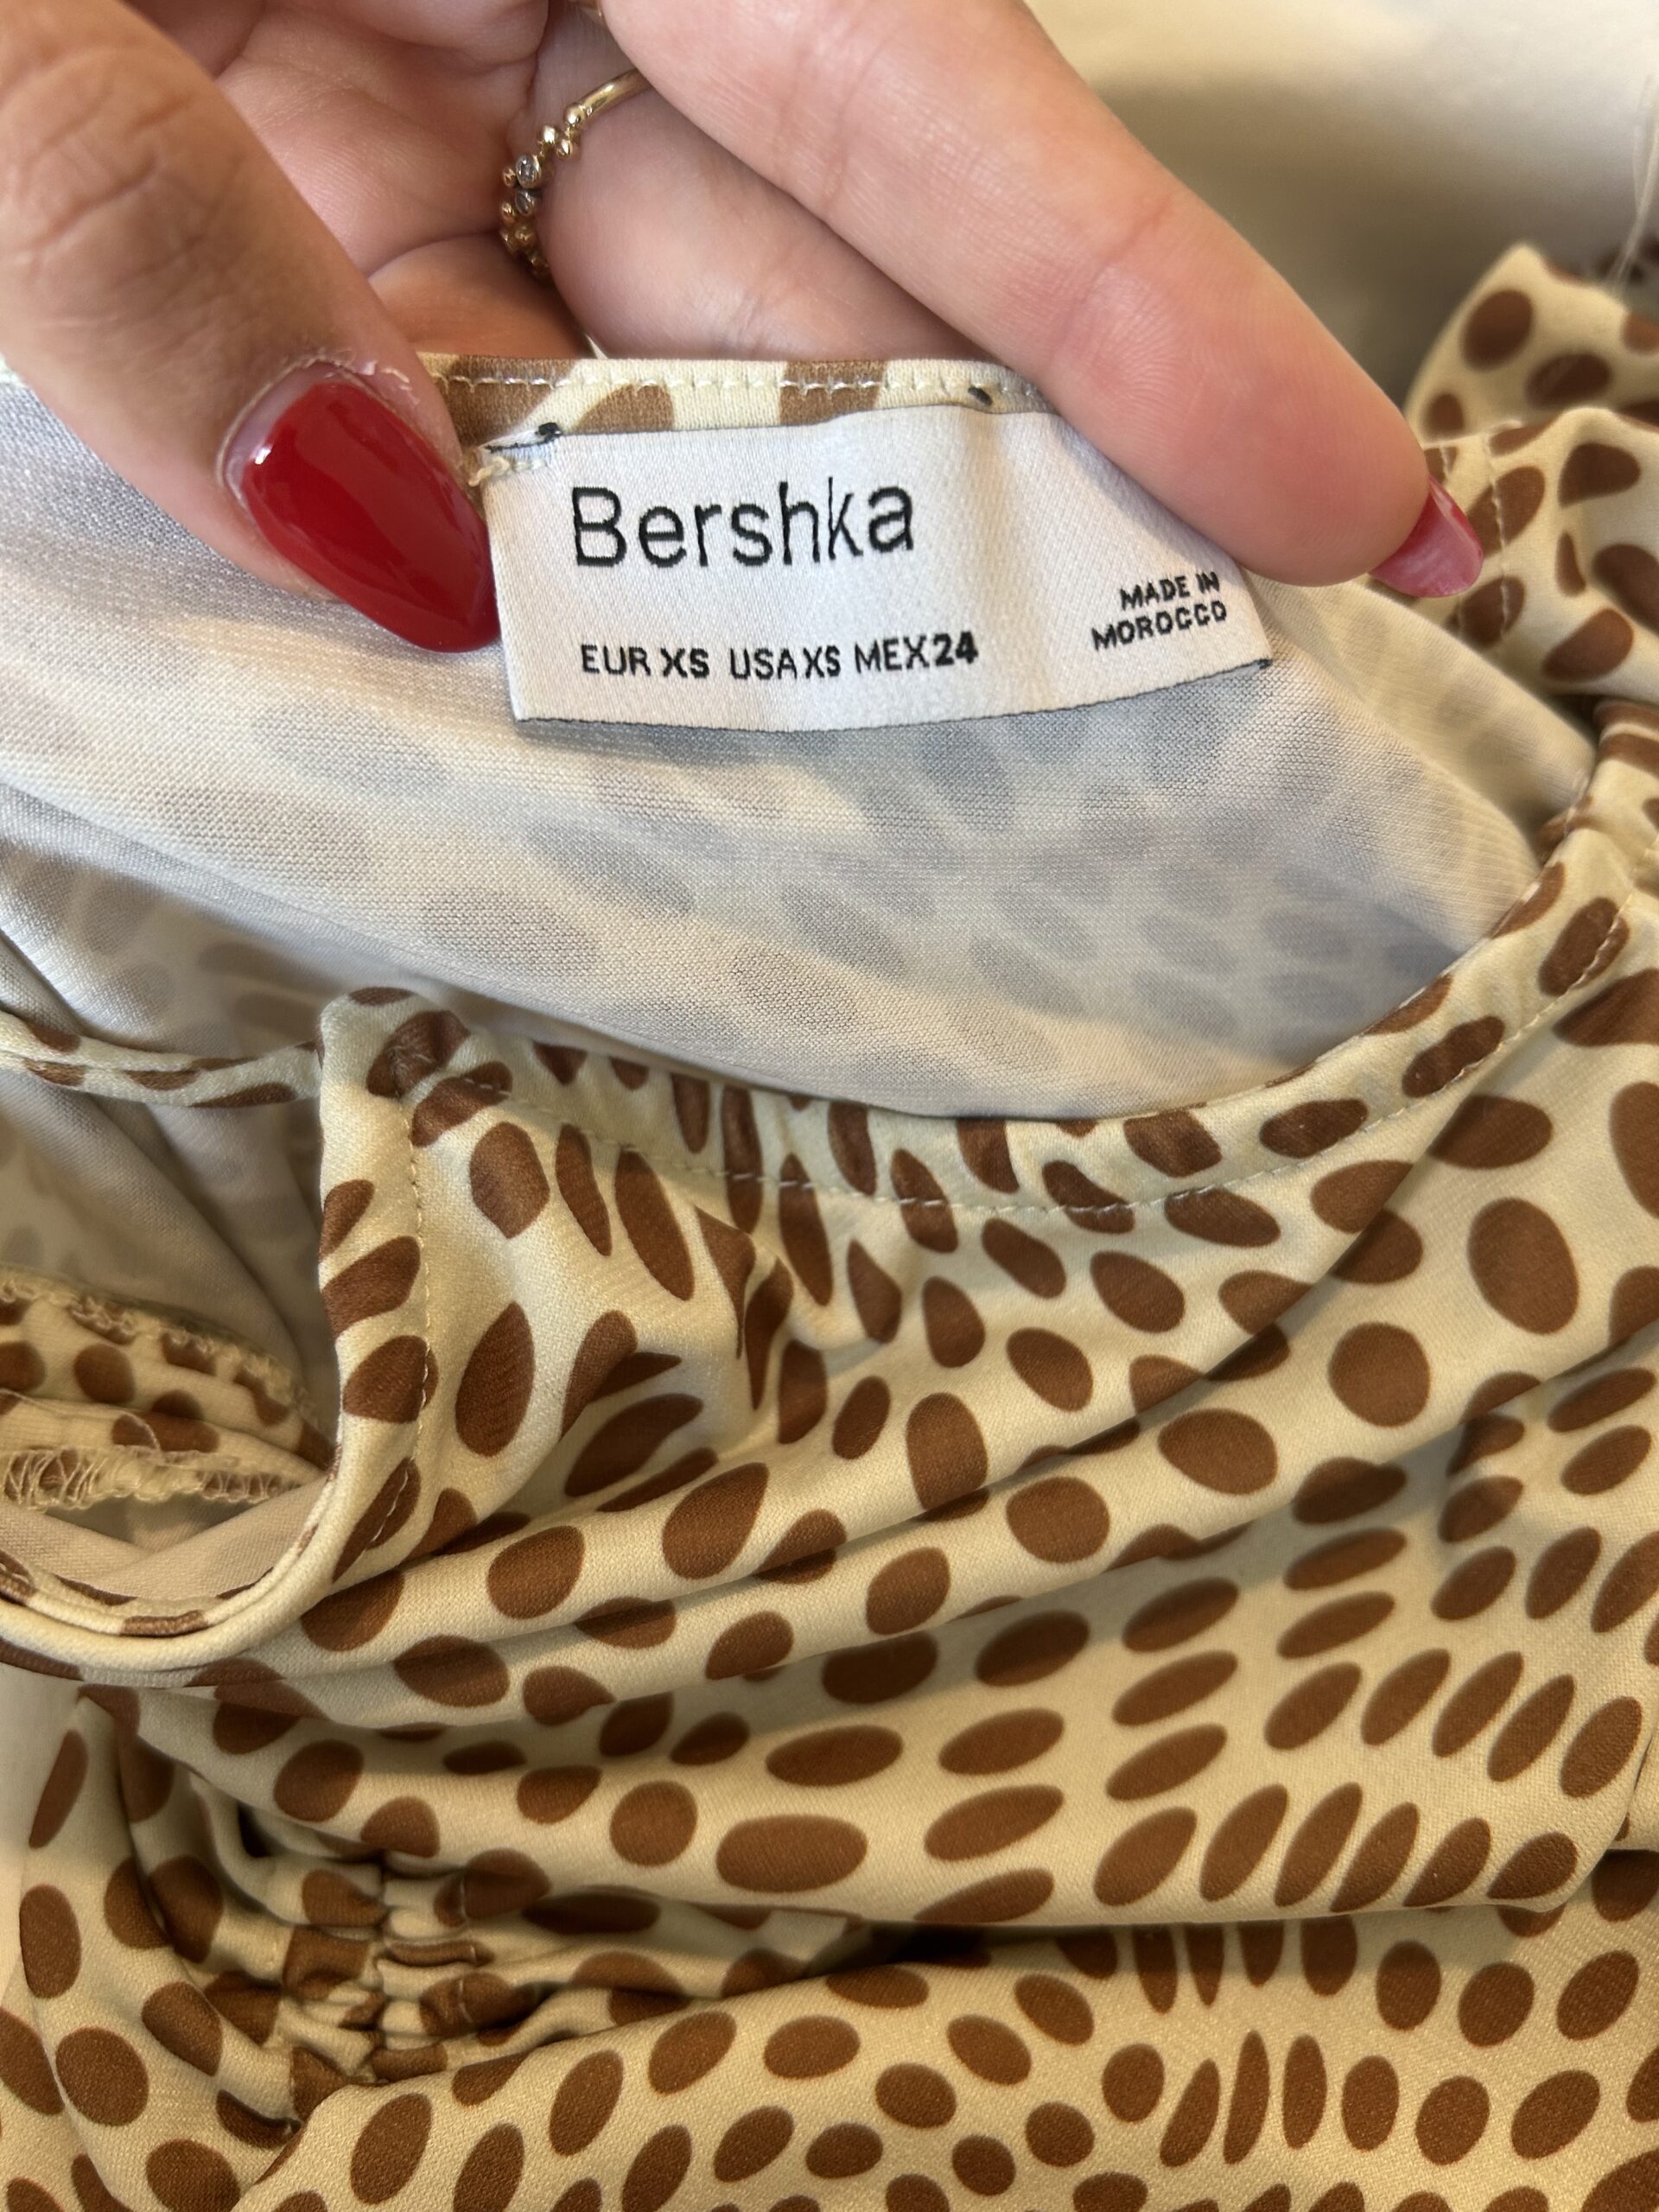 Bershka
EUR XS USA XS MEX 24
MADE IN
MOROCCO